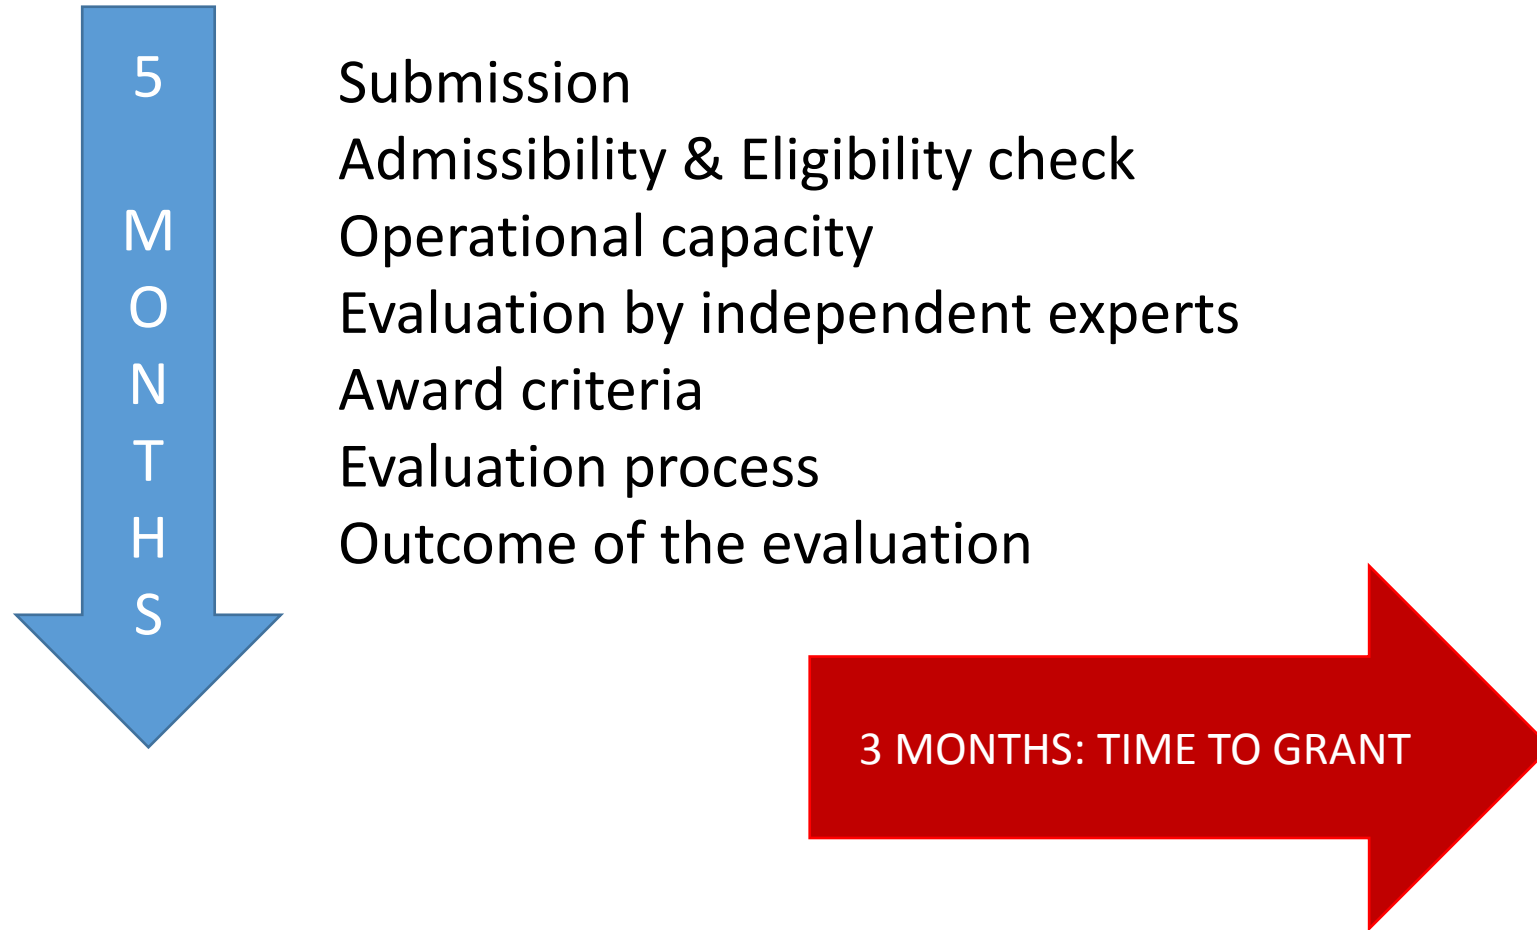 5
M
O
N
T
H
S
Submission
Admissibility & Eligibility check
Operational capacity
Evaluation by independent experts
Award criteria
Evaluation process
Outcome of the evaluation
3 MONTHS: TIME TO GRANT